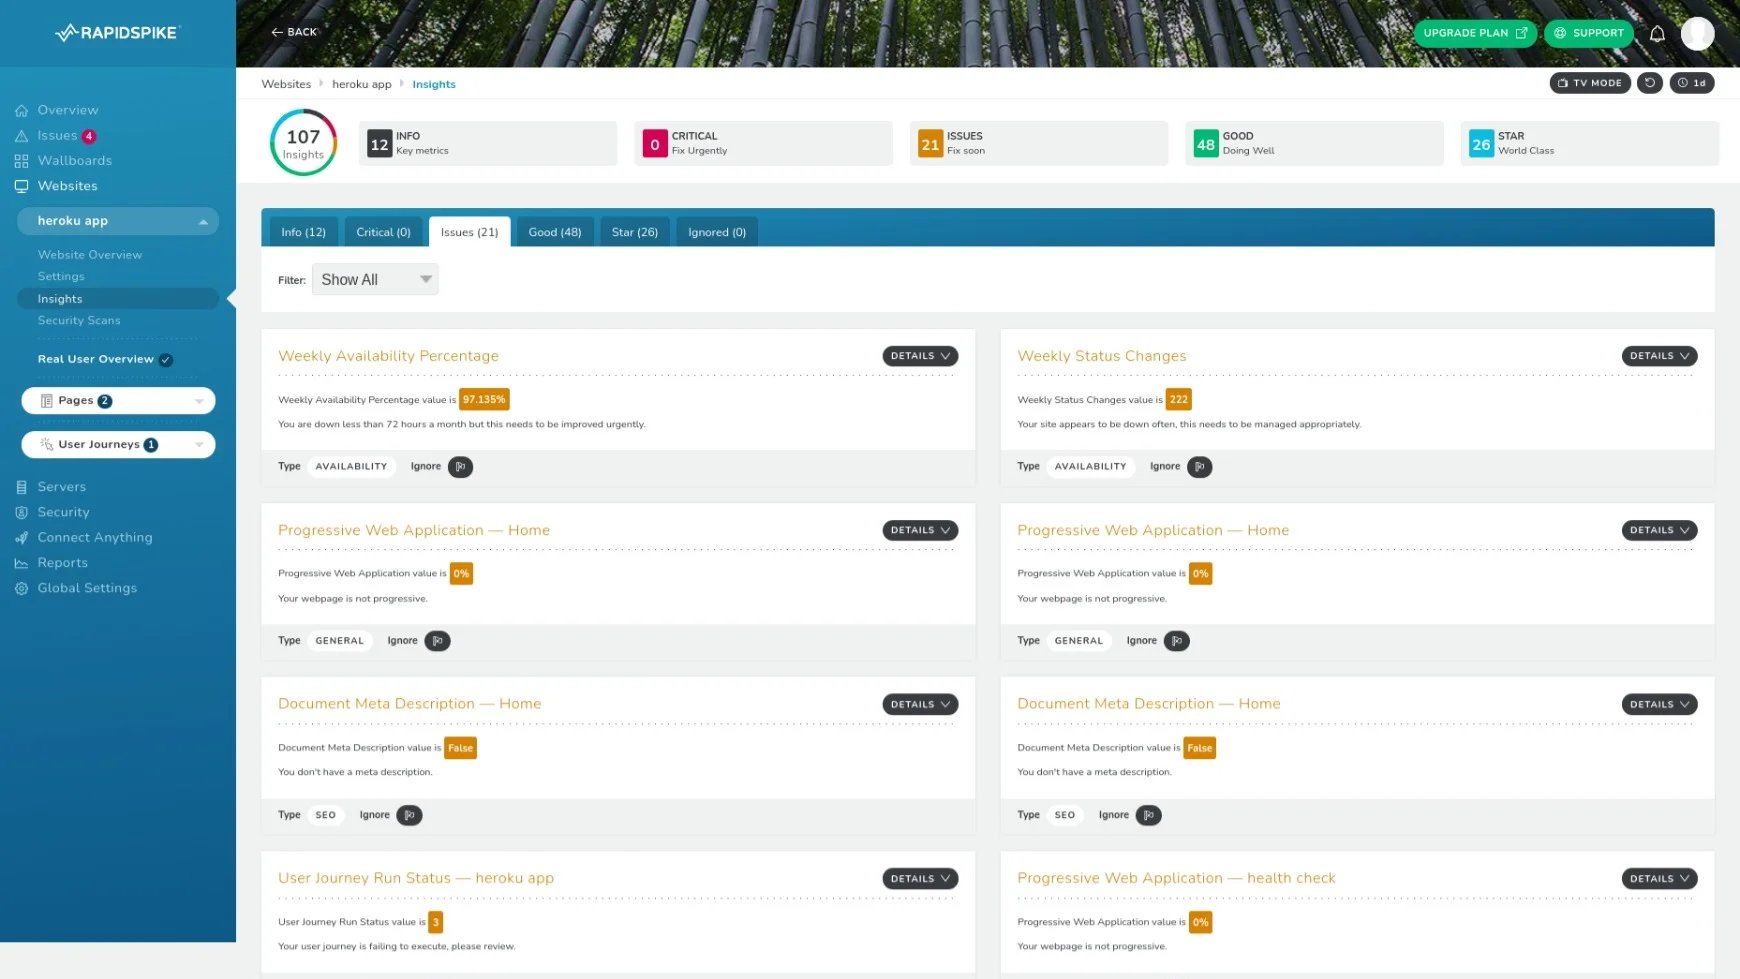 RAPIDSPIKE
BACK
UPGRADE PLAN
SUPPORT
Websites
heroku app
Insights
TV MODE
1d
Overview
Issues 4
Wallboards
Websites
heroku app
Website Overview
Settings
Insights
Security Scans
Real User Overview
Pages 2
User Journeys 1
Servers
Security
Connect Anything
Reports
Global Settings
107
Insights
12
INFO
Key metrics
0
CRITICAL
Fix Urgently
21
ISSUES
Fix soon
48
GOOD
Doing Well
26
STAR
World Class
Info (12)
Critical (0)
Issues (21)
Good (48)
Star (26)
Ignored (0)
Filter: Show All
Weekly Availability Percentage
DETAILS
Weekly Availability Percentage value is 97.135%
You are down less than 72 hours a month but this needs to be improved urgently.
Type AVAILABILITY Ignore
Weekly Status Changes
DETAILS
Weekly Status Changes value is 222
Your site appears to be down often, this needs to be managed appropriately.
Type AVAILABILITY Ignore
Progressive Web Application — Home
DETAILS
Progressive Web Application value is 0%
Your webpage is not progressive.
Type GENERAL Ignore
Progressive Web Application — Home
DETAILS
Progressive Web Application value is 0%
Your webpage is not progressive.
Type GENERAL Ignore
Document Meta Description — Home
DETAILS
Document Meta Description value is False
You don't have a meta description.
Type SEO Ignore
Document Meta Description — Home
DETAILS
Document Meta Description value is False
You don't have a meta description.
Type SEO Ignore
User Journey Run Status — heroku app
DETAILS
User Journey Run Status value is 3
Your user journey is failing to execute, please review.
Progressive Web Application — health check
DETAILS
Progressive Web Application value is 0%
Your webpage is not progressive.